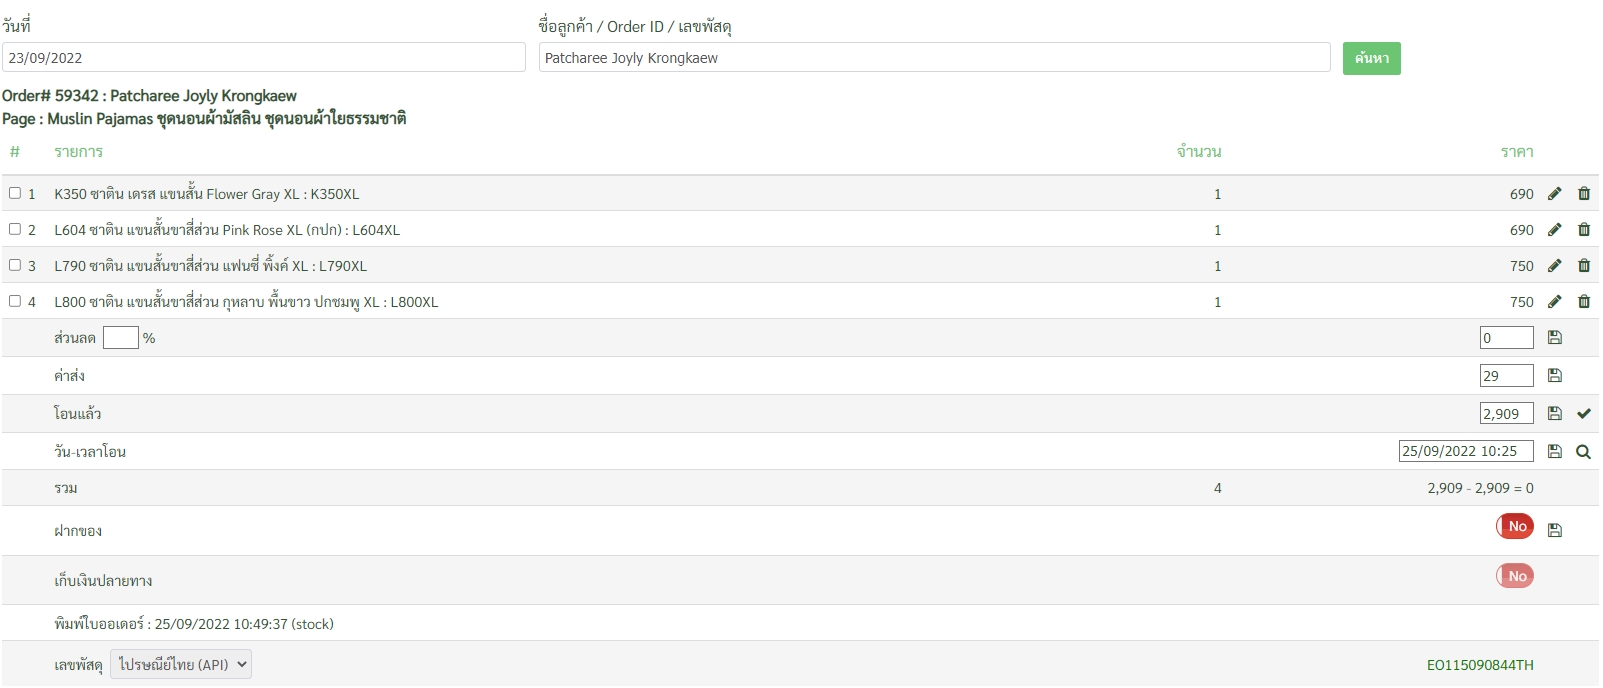 วันที่
ชื่อลูกค้า / Order ID / เลขพัสดุ
23/09/2022
Patcharee Joyly Krongkaew
ค้นหา
Order# 59342 : Patcharee Joyly Krongkaew
Page : Muslin Pajamas ชุดนอนผ้ามัสลิน ชุดนอนผ้าใยธรรมชาติ
# รายการ จำนวน ราคา
1 K350 ซาติน เดรส แขนสั้น Flower Gray XL : K350XL 1 690
2 L604 ซาติน แขนสั้นขาสี่ส่วน Pink Rose XL (กปก) : L604XL 1 690
3 L790 ซาติน แขนสั้นขาสี่ส่วน แฟนซี พิ้งค์ XL : L790XL 1 750
4 L800 ซาติน แขนสั้นขาสี่ส่วน กุหลาบ พื้นขาว ปกชมพู XL : L800XL 1 750
ส่วนลด % 0
ค่าส่ง 29
โอนแล้ว 2,909
วัน-เวลาโอน 25/09/2022 10:25
รวม 4 2,909 - 2,909 = 0
ฝากของ No
เก็บเงินปลายทาง No
พิมพ์ใบออเดอร์ : 25/09/2022 10:49:37 (stock)
เลขพัสดุ ไปรษณีย์ไทย (API) EO115090844TH